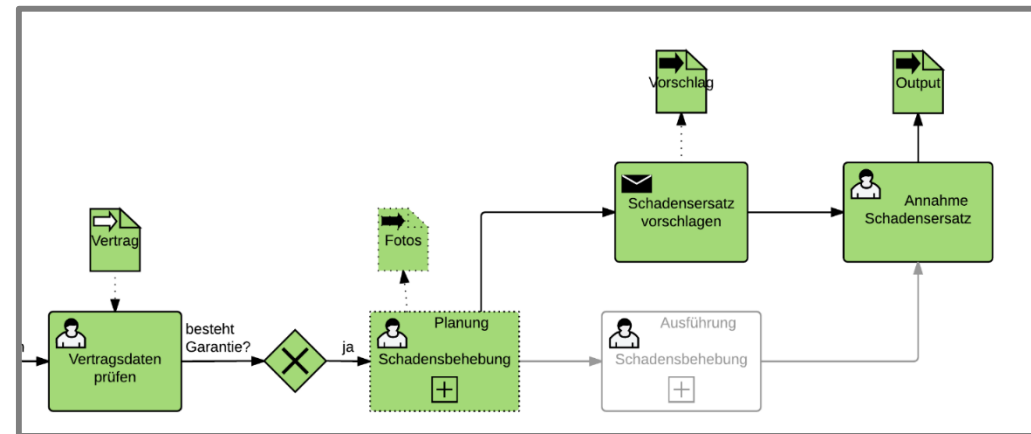 Vorschlag
Output
Schadensersatz
vorschlagen
Annahme
Schadensersatz
Vertrag
Fotos
Vertragsdaten
prüfen
besteht
Garantie?
ja
Planung
Schadensbehebung
Ausführung
Schadensbehebung